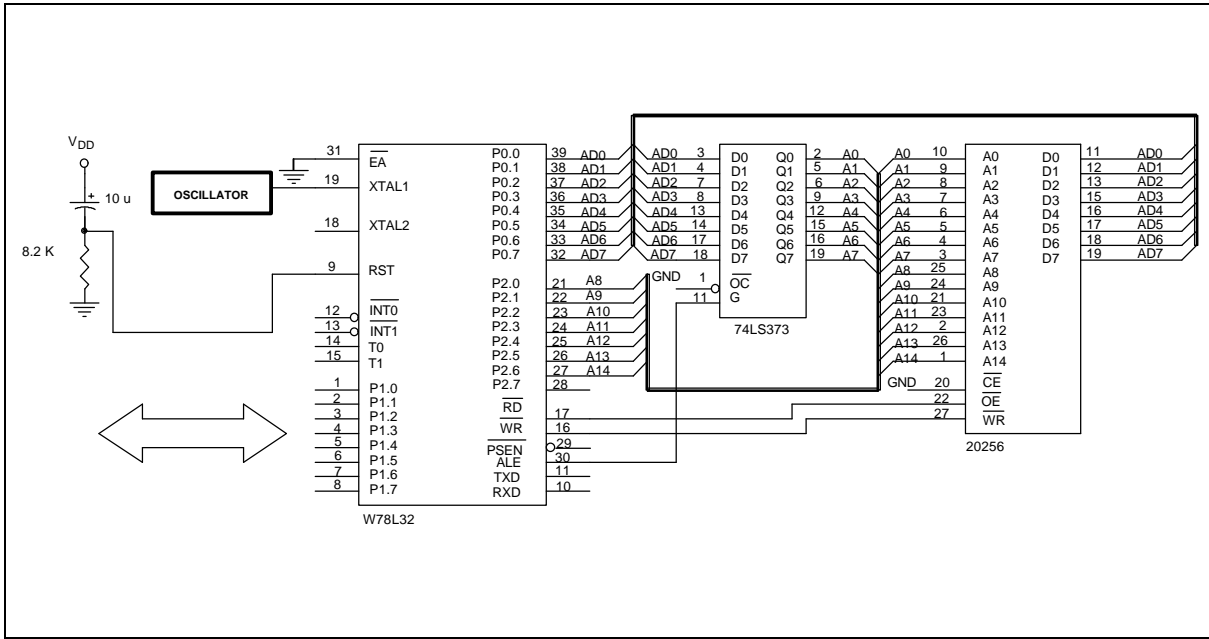 VDD
10 u
8.2 K
OSCILLATOR
31 EA
19 XTAL1
18 XTAL2
9 RST
12 INT0
13 INT1
14 T0
15 T1
1 P1.0
2 P1.1
3 P1.2
4 P1.3
5 P1.4
6 P1.5
7 P1.6
8 P1.7
P0.0 39 AD0
P0.1 38 AD1
P0.2 37 AD2
P0.3 36 AD3
P0.4 35 AD4
P0.5 34 AD5
P0.6 33 AD6
P0.7 32 AD7
P2.0 21 A8
P2.1 22 A9
P2.2 23 A10
P2.3 24 A11
P2.4 25 A12
P2.5 26 A13
P2.6 27 A14
P2.7 28
RD 17
WR 16
PSEN 29
ALE 30
TXD 11
RXD 10
W78L32
AD0 3 D0 Q0 2 A0
AD1 4 D1 Q1 5 A1
AD2 7 D2 Q2 6 A2
AD3 8 D3 Q3 9 A3
AD4 13 D4 Q4 12 A4
AD5 14 D5 Q5 15 A5
AD6 17 D6 Q6 16 A6
AD7 18 D7 Q7 19 A7
GND 1 OC
11 G
74LS373
A0 10 A0 D0 11 AD0
A1 9 A1 D1 12 AD1
A2 8 A2 D2 13 AD2
A3 7 A3 D3 15 AD3
A4 6 A4 D4 16 AD4
A5 5 A5 D5 17 AD5
A6 4 A6 D6 18 AD6
A7 3 A7 D7 19 AD7
A8 25 A8
A9 24 A9
A10 21 A10
A11 23 A11
A12 2 A12
A13 26 A13
A14 1 A14
GND 20 CE
22 OE
27 WR
20256